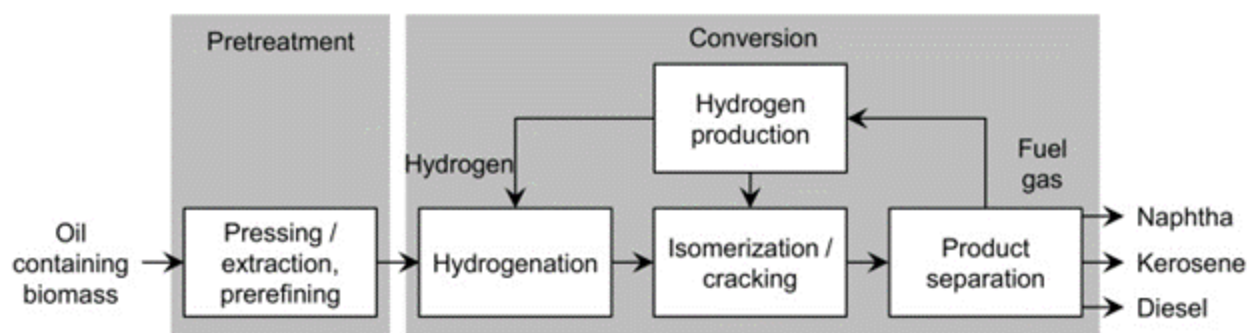 Pretreatment
Conversion
Hydrogen
production
Hydrogen
Fuel
gas
Oil
containing
biomass
Pressing /
extraction,
prerefining
Hydrogenation
Isomerization /
cracking
Product
separation
Naphtha
Kerosene
Diesel